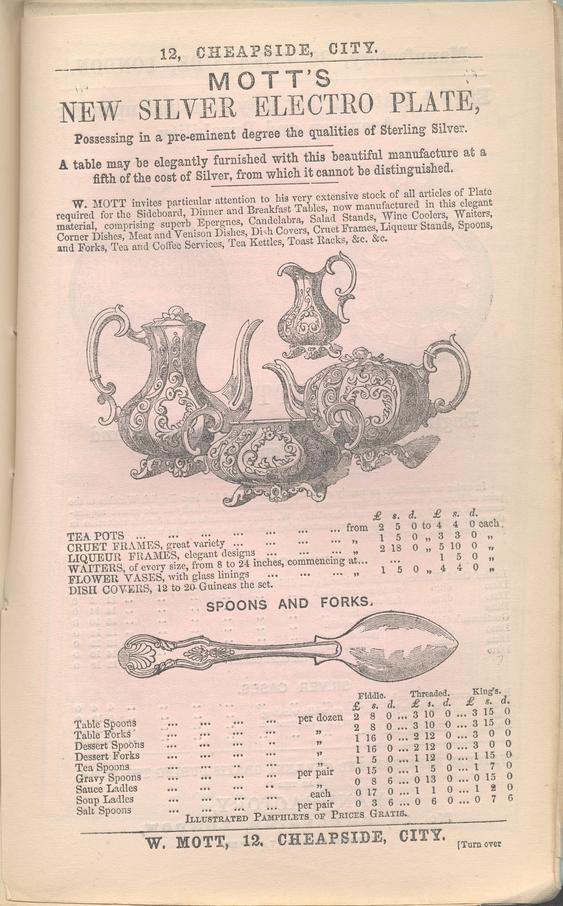 12, CHEAPSIDE, CITY.
MOTT'S
NEW SILVER ELECTRO PLATE,
Possessing in a pre-eminent degree the qualities of Sterling Silver.
A table may be elegantly furnished with this beautiful manufacture at a
fifth of the cost of Silver, from which it cannot be distinguished.
W. MOTT invites particular attention to his very extensive stock of all articles of Plate
required for the Sideboard, Dinner and Breakfast Tables, now manufactured in this elegant
material, comprising superb Epergnes, Candelabra, Salad Stands, Wine Coolers, Waiters,
Corner Dishes, Meat and Venison Dishes, Dish Covers, Cruet Frames, Liqueur Stands, Spoons,
and Forks, Tea and Coffee Services, Tea Kettles, Toast Racks, &c. &c.
£ s. d. £ s. d.
TEA POTS ... ... ... ... ... ... ... from 2 5 0 to 4 4 0 each
CRUET FRAMES, great variety ... ... ... ... „ 1 5 0 „ 3 3 0 „
LIQUEUR FRAMES, elegant designs ... ... ... „ 2 18 0 „ 5 10 0 „
WAITERS, of every size, from 8 to 24 inches, commencing at... ... 1 5 0 „
FLOWER VASES, with glass linings ... ... ... „ 1 5 0 „ 4 4 0 „
DISH COVERS, 12 to 20 Guineas the set.
SPOONS AND FORKS.
Fiddle. Threaded. King's.
£ s. d. £ s. d. £ s. d.
Table Spoons ... ... ... ... per dozen 2 8 0 ... 3 10 0 ... 3 15 0
Table Forks ... ... ... ... „ 2 8 0 ... 3 10 0 ... 3 15 0
Dessert Spoons ... ... ... ... „ 1 16 0 ... 2 12 0 ... 3 0 0
Dessert Forks ... ... ... ... „ 1 16 0 ... 2 12 0 ... 3 0 0
Tea Spoons ... ... ... ... „ 1 5 0 ... 1 12 0 ... 1 15 0
Gravy Spoons ... ... ... ... per pair 0 15 0 ... 1 5 0 ... 1 7 0
Sauce Ladles ... ... ... ... „ 0 8 6 ... 0 13 0 ... 0 15 0
Soup Ladles ... ... ... ... each 0 17 0 ... 1 1 0 ... 1 2 0
Salt Spoons ... ... ... ... per pair 0 3 6 ... 0 6 0 ... 0 7 6
ILLUSTRATED PAMPHLETS OF PRICES GRATIS.
W. MOTT, 12, CHEAPSIDE, CITY.
[Turn over